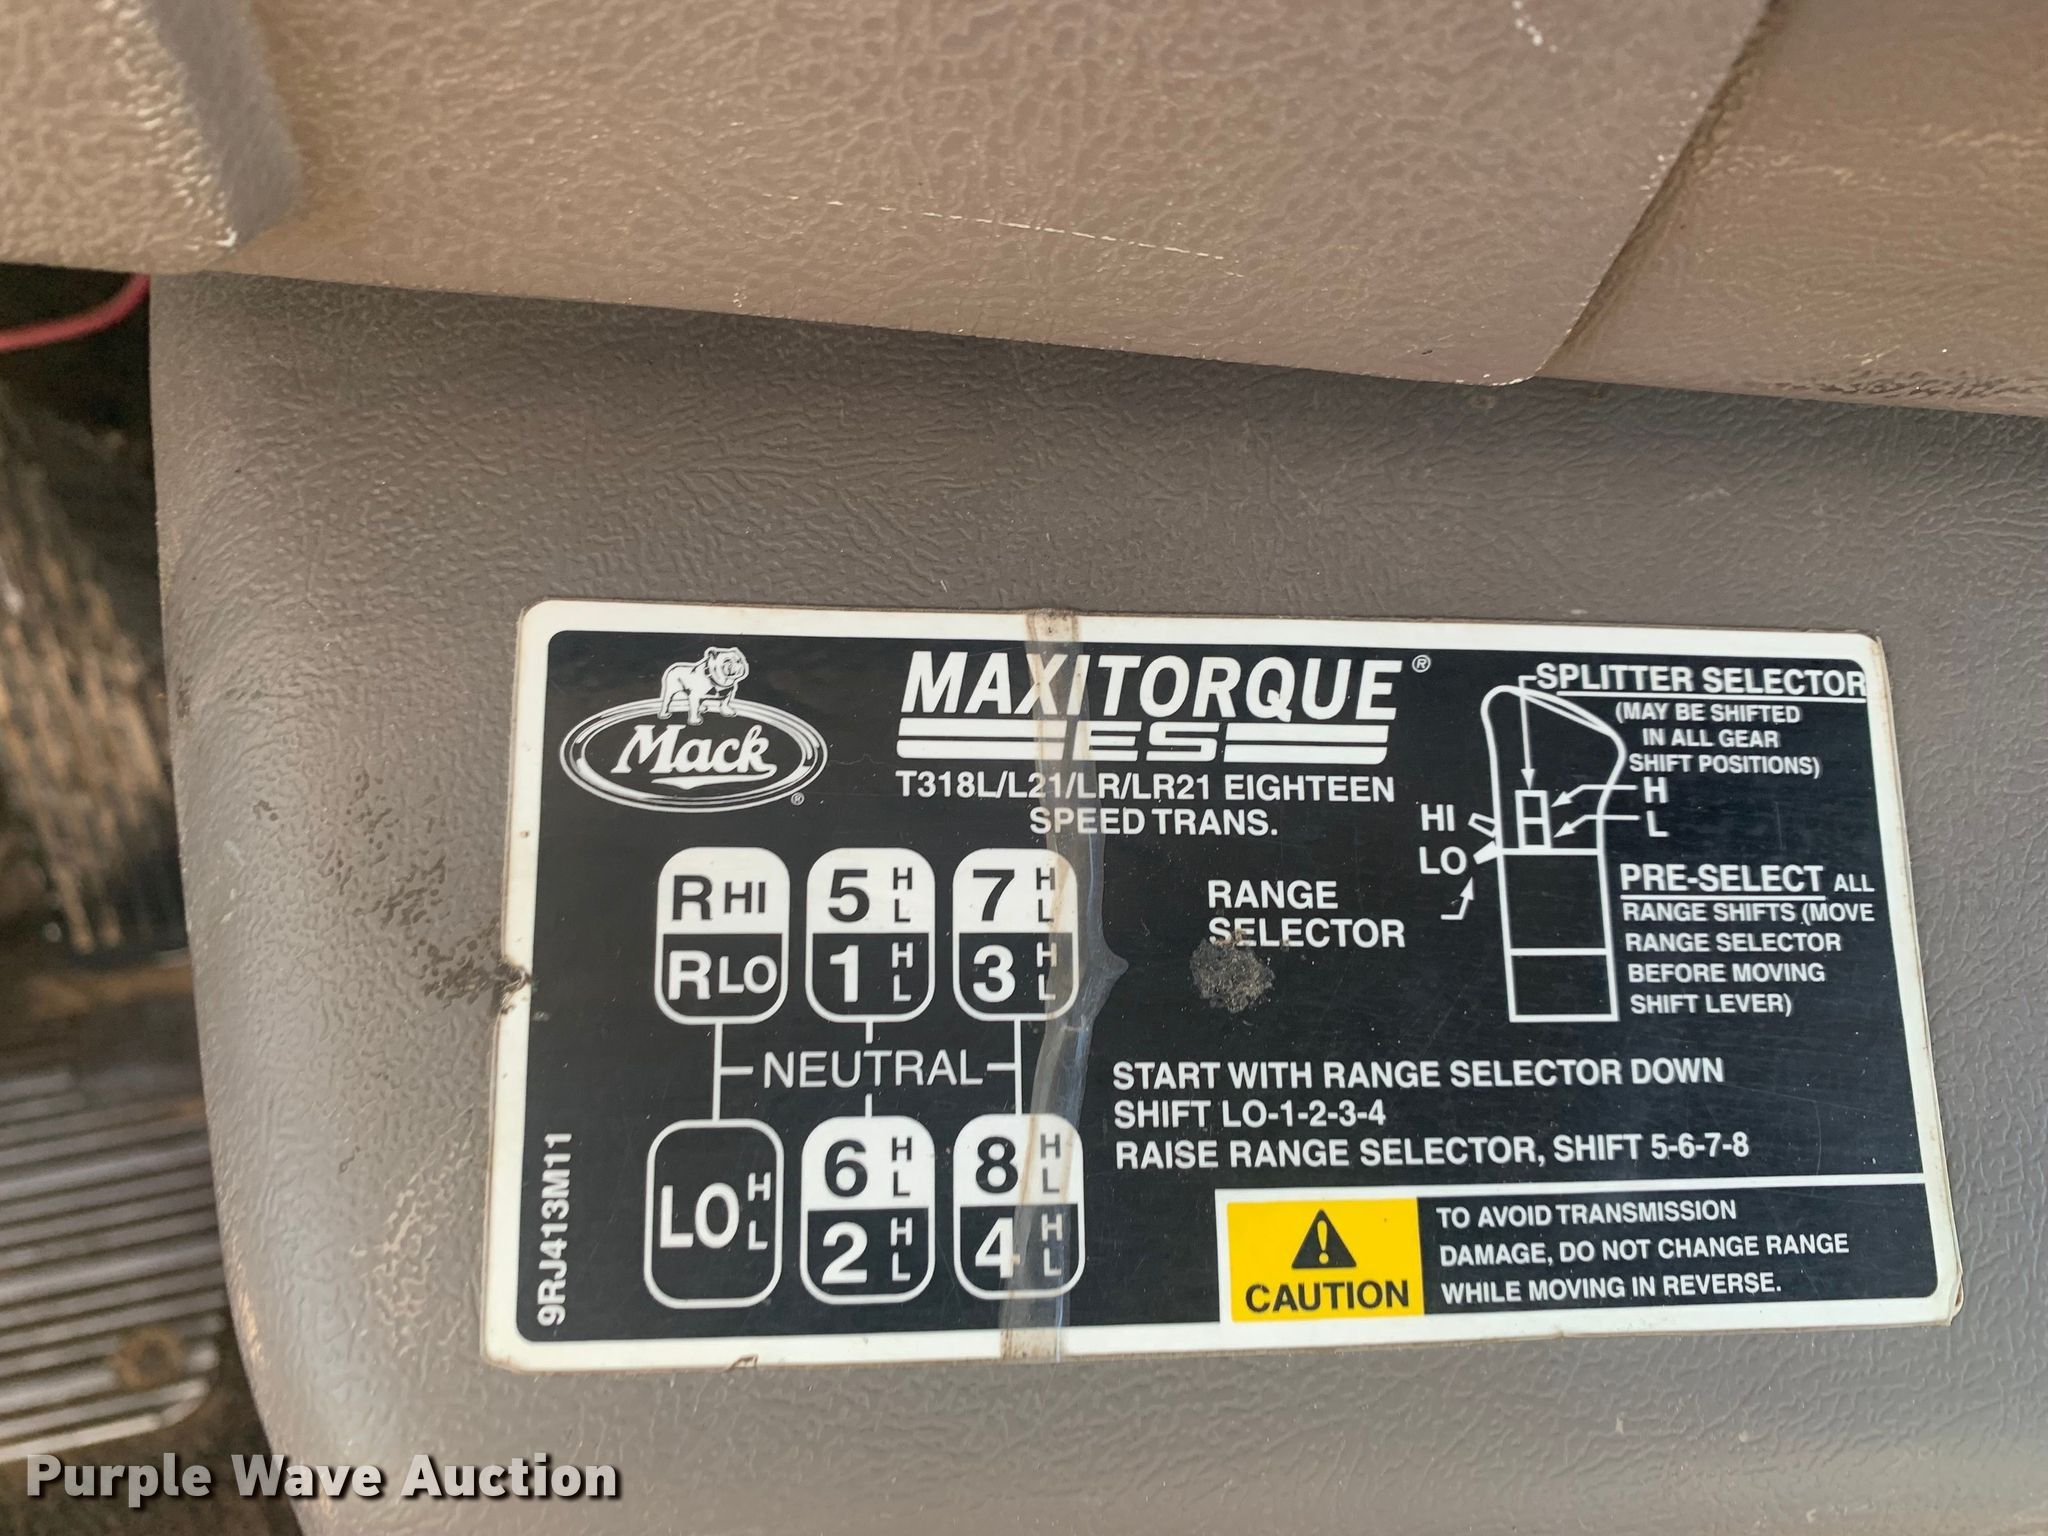 Mack®
MAXITORQUE®
ES
T318L/L21/LR/LR21 EIGHTEEN
SPEED TRANS.
SPLITTER SELECTOR
(MAY BE SHIFTED
IN ALL GEAR
SHIFT POSITIONS)
H
L
HI
LO
RANGE
SELECTOR
PRE-SELECT ALL
RANGE SHIFTS (MOVE
RANGE SELECTOR
BEFORE MOVING
SHIFT LEVER)
R HI 5 H L 7 H L
R LO 1 H L 3 H L
NEUTRAL
LO H L 6 H L 8 H L
2 H L 4 H L
START WITH RANGE SELECTOR DOWN
SHIFT LO-1-2-3-4
RAISE RANGE SELECTOR, SHIFT 5-6-7-8
CAUTION
TO AVOID TRANSMISSION
DAMAGE, DO NOT CHANGE RANGE
WHILE MOVING IN REVERSE.
9RJ413M11
Purple Wave Auction